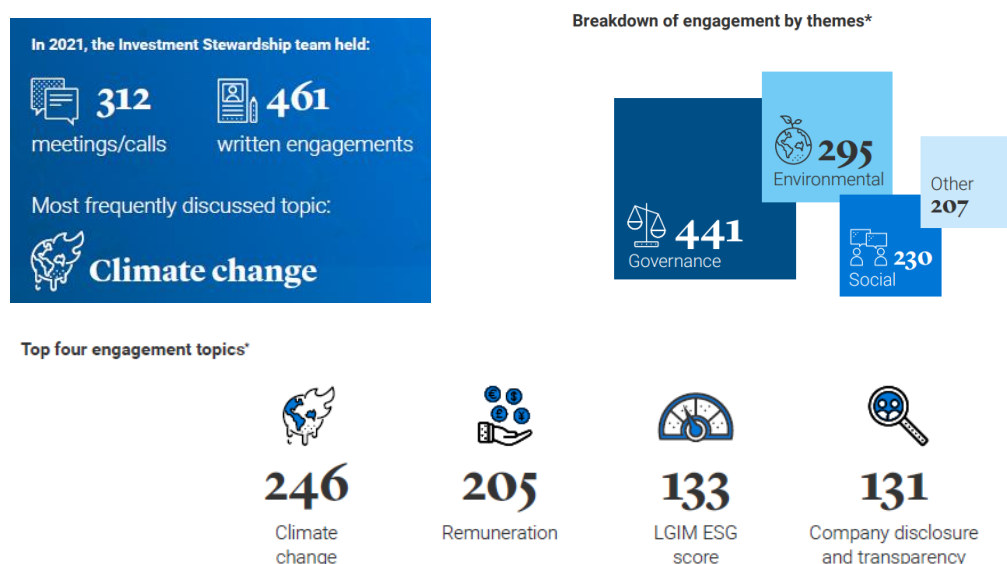 In 2021, the Investment Stewardship team held:
312
meetings/calls
461
written engagements
Most frequently discussed topic:
Climate change
Breakdown of engagement by themes*
441
Governance
295
Environmental
230
Social
Other
207
Top four engagement topics*
246
Climate
change
205
Remuneration
133
LGIM ESG
score
131
Company disclosure
and transparency